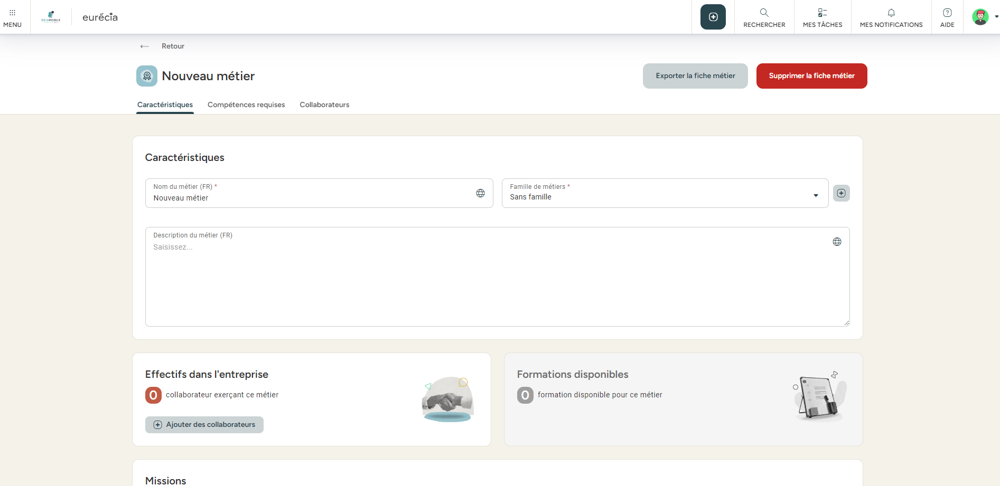 MENU
DELAMOBILE
eurécia
RECHERCHER
MES TÂCHES
MES NOTIFICATIONS
AIDE
Retour
Nouveau métier
Exporter la fiche métier
Supprimer la fiche métier
Caractéristiques
Compétences requises
Collaborateurs
Caractéristiques
Nom du métier (FR) *
Nouveau métier
Famille de métiers *
Sans famille
Description du métier (FR)
Saisissez...
Effectifs dans l'entreprise
0 collaborateur exerçant ce métier
Ajouter des collaborateurs
Formations disponibles
0 formation disponible pour ce métier
Missions